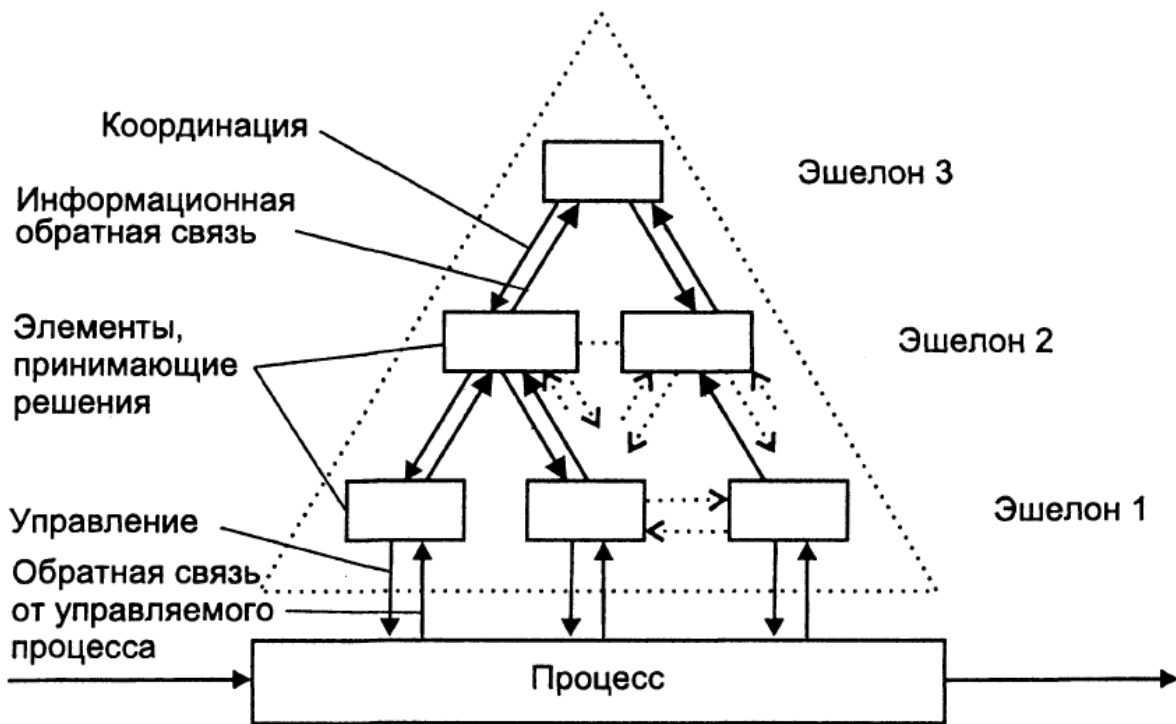 Координация
Эшелон 3
Информационная
обратная связь
Элементы,
принимающие
решения
Эшелон 2
Управление
Эшелон 1
Обратная связь
от управляемого
процесса
Процесс